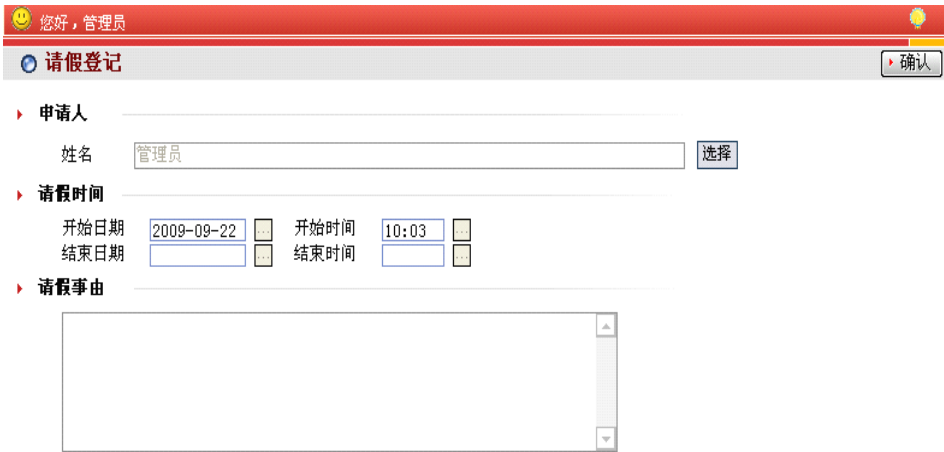 您好，管理员
请假登记
确认
申请人
姓名 管理员 选择
请假时间
开始日期 2009-09-22 ... 开始时间 10:03 ...
结束日期 ... 结束时间 ...
请假事由